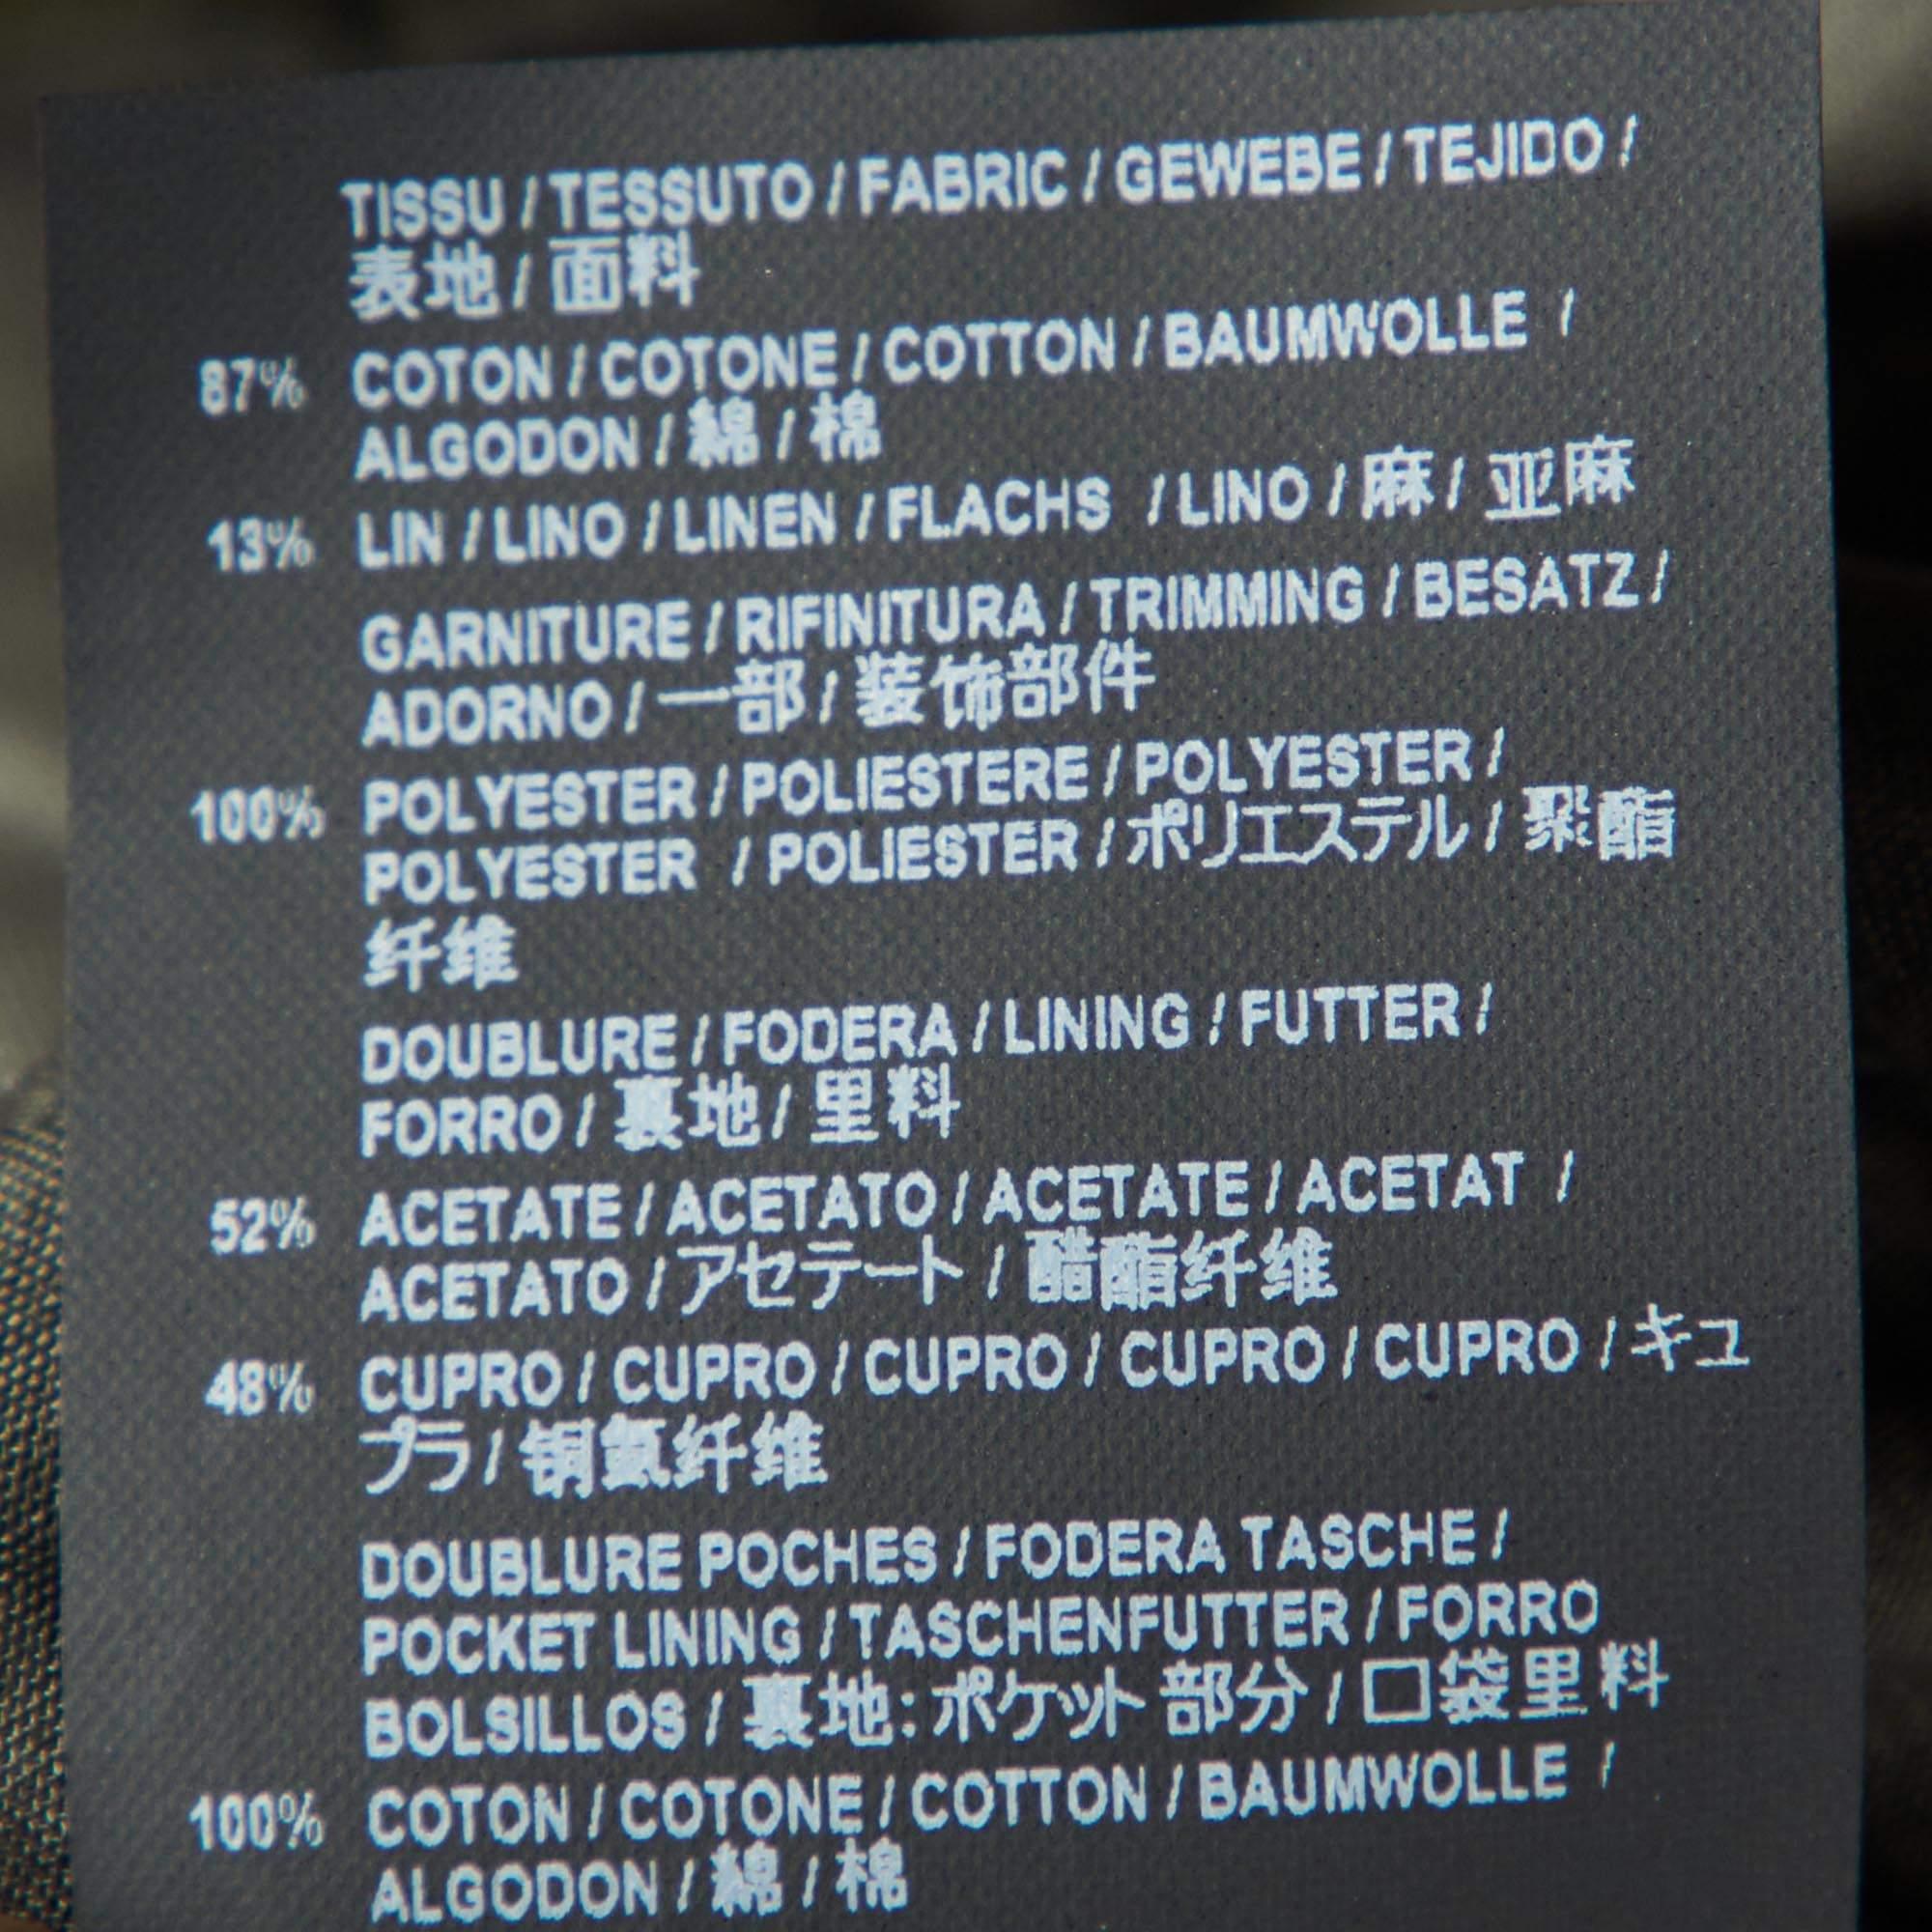 TISSU / TESSUTO / FABRIC / GEWEBE / TEJIDO /
表地 / 面料
87% COTON / COTONE / COTTON / BAUMWOLLE /
ALGODON / 綿 / 棉
13% LIN / LINO / LINEN / FLACHS / LINO / 麻 / 亚麻
GARNITURE / RIFINITURA / TRIMMING / BESATZ /
ADORNO / 一部 / 装饰部件
100% POLYESTER / POLIESTERE / POLYESTER /
POLYESTER / POLIESTER / ポリエステル / 聚酯
纤维
DOUBLURE / FODERA / LINING / FUTTER /
FORRO / 裏地 / 里料
52% ACETATE / ACETATO / ACETATE / ACETAT /
ACETATO / アセテート / 醋酯纤维
48% CUPRO / CUPRO / CUPRO / CUPRO / CUPRO / キュ
プラ / 铜氨纤维
DOUBLURE POCHES / FODERA TASCHE /
POCKET LINING / TASCHENFUTTER / FORRO
BOLSILLOS / 裏地: ポケット 部分 / 口袋里料
100% COTON / COTONE / COTTON / BAUMWOLLE /
ALGODON / 綿 / 棉